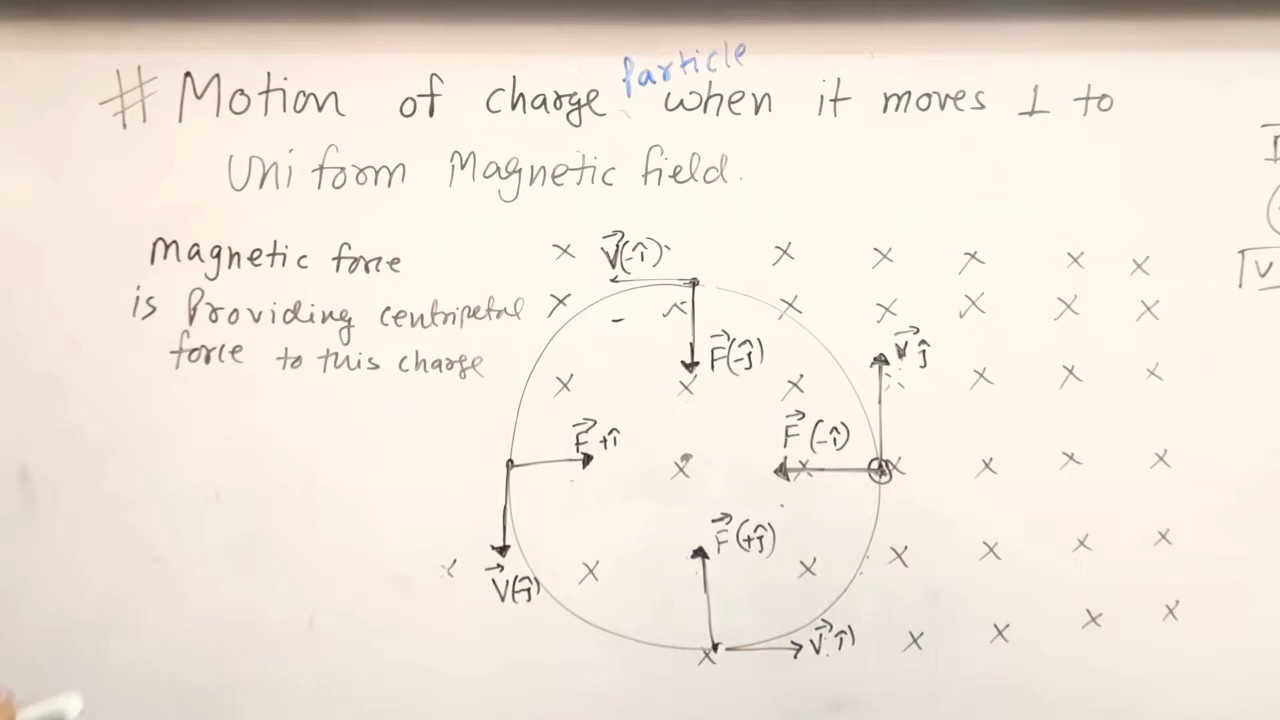 # Motion of charge particle when it moves ⊥ to
Uniform Magnetic field.
Magnetic force
is Providing centripetal
force to this charge
V⃗(-î)
F⃗(-ĵ)
V⃗ ĵ
F⃗ +î
F⃗ (-î)
F⃗ (+ĵ)
V⃗(-ĵ)
V⃗ î